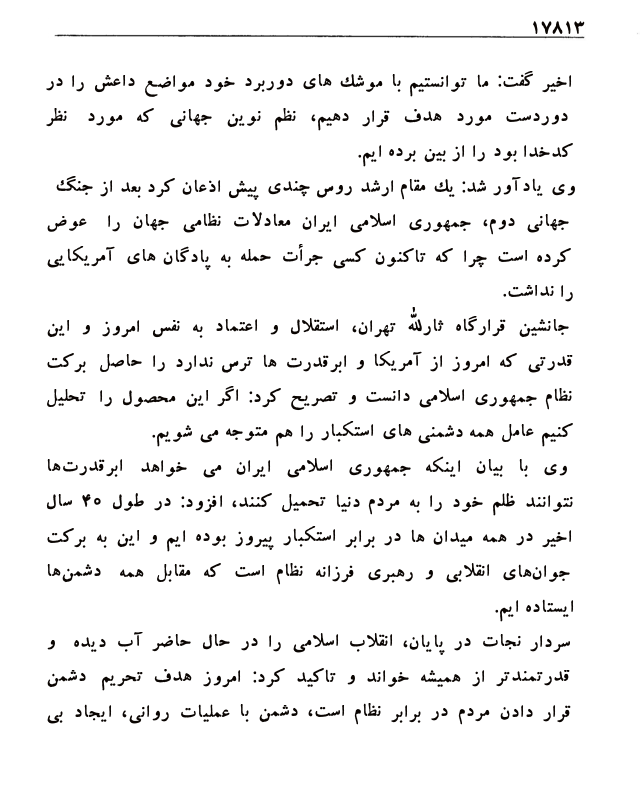 ۱۷۸۱۳
اخیر گفت: ما توانستیم با موشك های دوربرد خود مواضع داعش را در
دوردست مورد هدف قرار دهیم، نظم نوین جهانی که مورد نظر
کدخدا بود را از بین برده ایم.
وی یادآور شد: یك مقام ارشد روس چندی پیش اذعان کرد بعد از جنگ
جهانی دوم، جمهوری اسلامی ایران معادلات نظامی جهان را عوض
کرده است چرا که تاکنون کسی جرأت حمله به پادگان های آمریکایی
را نداشت.
جانشین قرارگاه ثارالله تهران، استقلال و اعتماد به نفس امروز و این
قدرتی که امروز از آمریکا و ابرقدرت ها ترس ندارد را حاصل برکت
نظام جمهوری اسلامی دانست و تصریح کرد: اگر این محصول را تحلیل
کنیم عامل همه دشمنی های استکبار را هم متوجه می شویم.
وی با بیان اینکه جمهوری اسلامی ایران می خواهد ابرقدرت‌ها
نتوانند ظلم خود را به مردم دنیا تحمیل کنند، افزود: در طول ۴۰ سال
اخیر در همه میدان ها در برابر استکبار پیروز بوده ایم و این به برکت
جوان‌های انقلابی و رهبری فرزانه نظام است که مقابل همه دشمن‌ها
ایستاده ایم.
سردار نجات در پایان، انقلاب اسلامی را در حال حاضر آب دیده و
قدرتمندتر از همیشه خواند و تاکید کرد: امروز هدف تحریم دشمن
قرار دادن مردم در برابر نظام است، دشمن با عملیات روانی، ایجاد بی